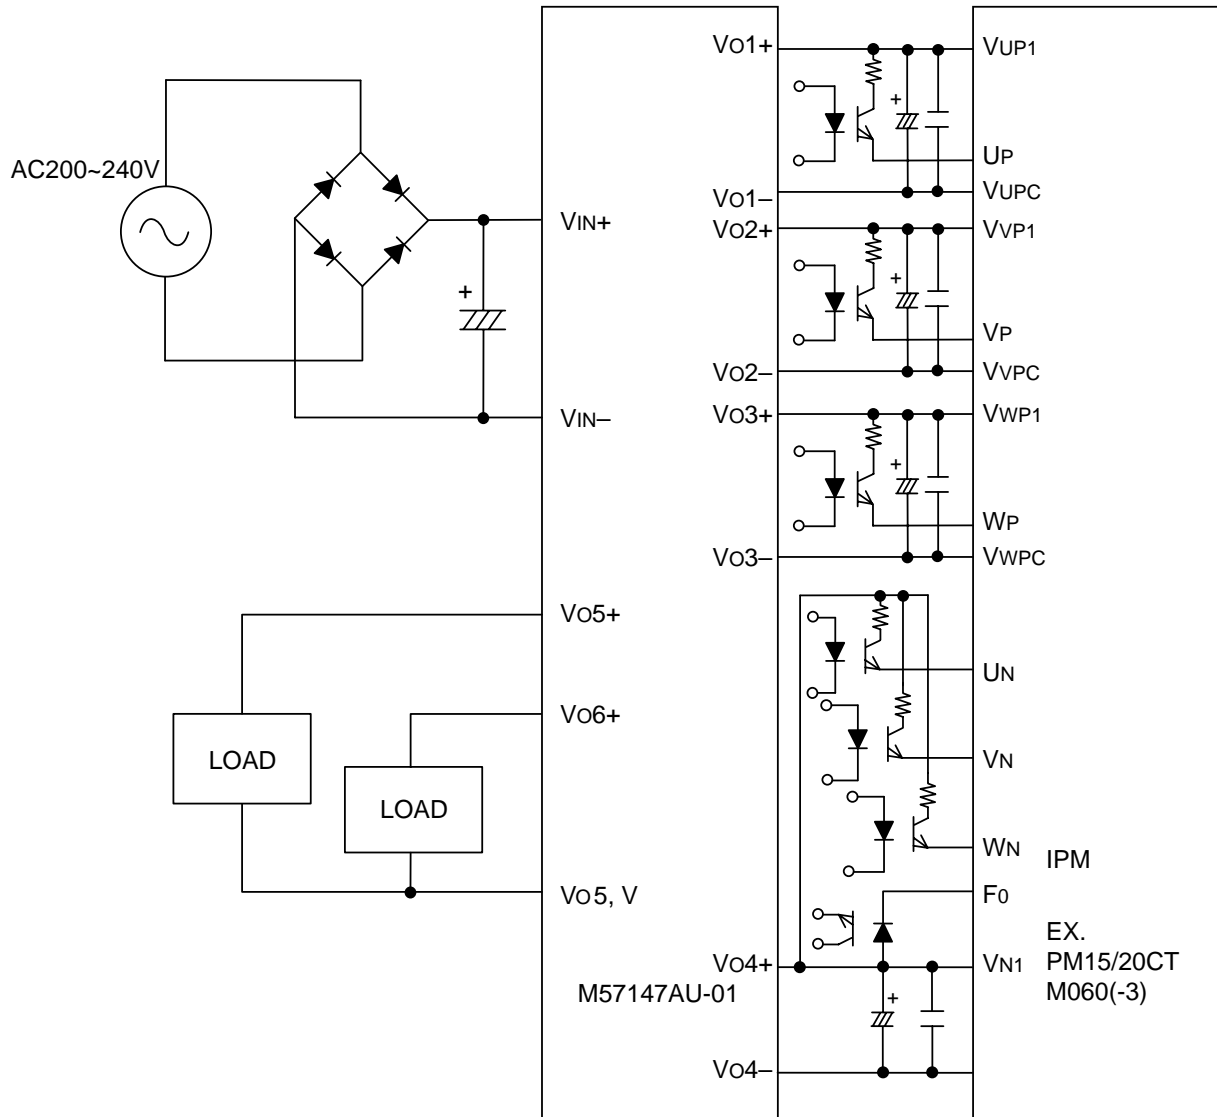 AC200~240V
+
VIN+
VIN–
VO5+
VO6+
LOAD
LOAD
VO5, V
M57147AU-01
VO1+
VO1–
VO2+
VO2–
VO3+
VO3–
VO4+
VO4–
+
+
+
+
VUP1
UP
VUPC
VVP1
VP
VVPC
VWP1
WP
VWPC
UN
VN
WN
F0
VN1
IPM
EX.
PM15/20CT
M060(-3)